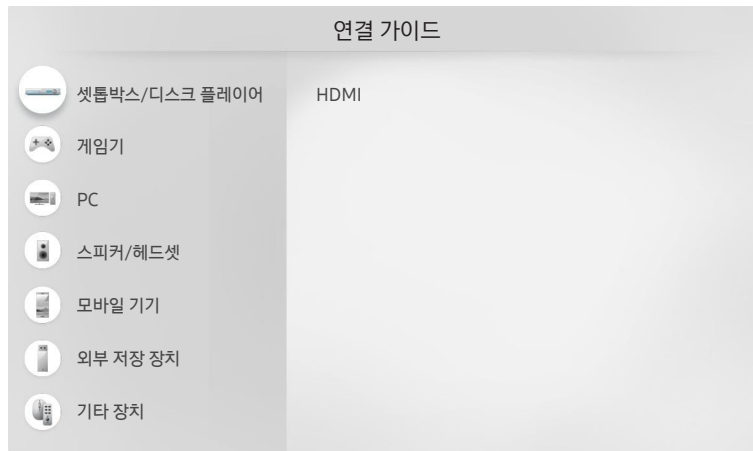 연결 가이드
셋톱박스/디스크 플레이어
HDMI
게임기
PC
스피커/헤드셋
모바일 기기
외부 저장 장치
기타 장치